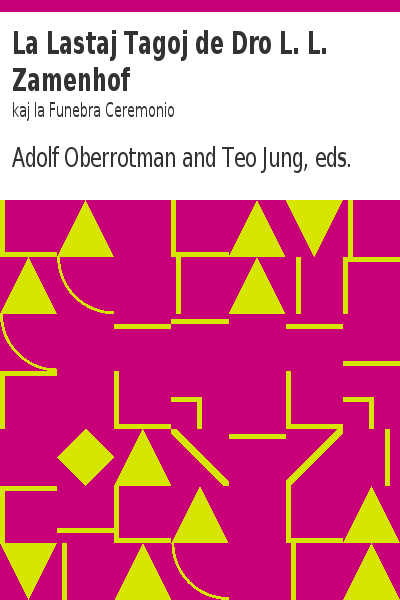 La Lastaj Tagoj de Dro L. L.
Zamenhof
kaj la Funebra Ceremonio
Adolf Oberrotman and Teo Jung, eds.